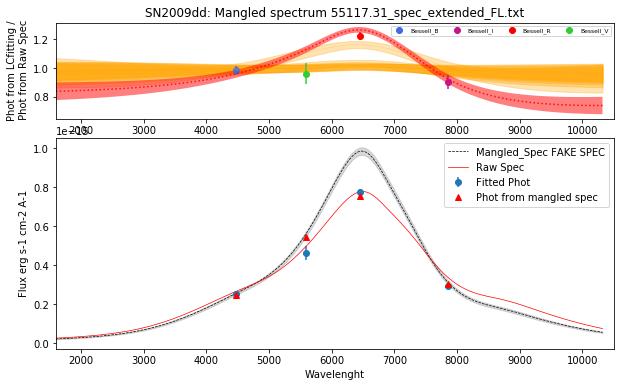 SN2009dd: Mangled spectrum 55117.31_spec_extended_FL.txt
Phot from LCfitting /
Phot from Raw Spec
1.2
1.0
0.8
Bessell_B
Bessell_I
Bessell_R
Bessell_V
2000 3000 4000 5000 6000 7000 8000 9000 10000
Flux erg s-1 cm-2 A-1
1.0
0.8
0.6
0.4
0.2
0.0
Mangled_Spec FAKE SPEC
Raw Spec
Fitted Phot
Phot from mangled spec
2000 3000 4000 5000 6000 7000 8000 9000 10000
Wavelenght